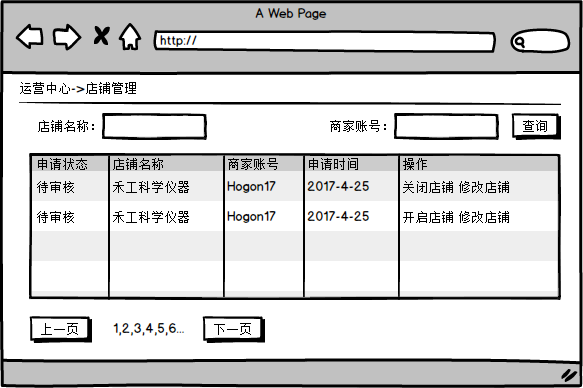 A Web Page
http://
运营中心->店铺管理
店铺名称： 商家账号： 查询
申请状态 店铺名称 商家账号 申请时间 操作
待审核 禾工科学仪器 Hogon17 2017-4-25 关闭店铺 修改店铺
待审核 禾工科学仪器 Hogon17 2017-4-25 开启店铺 修改店铺
上一页 1,2,3,4,5,6... 下一页